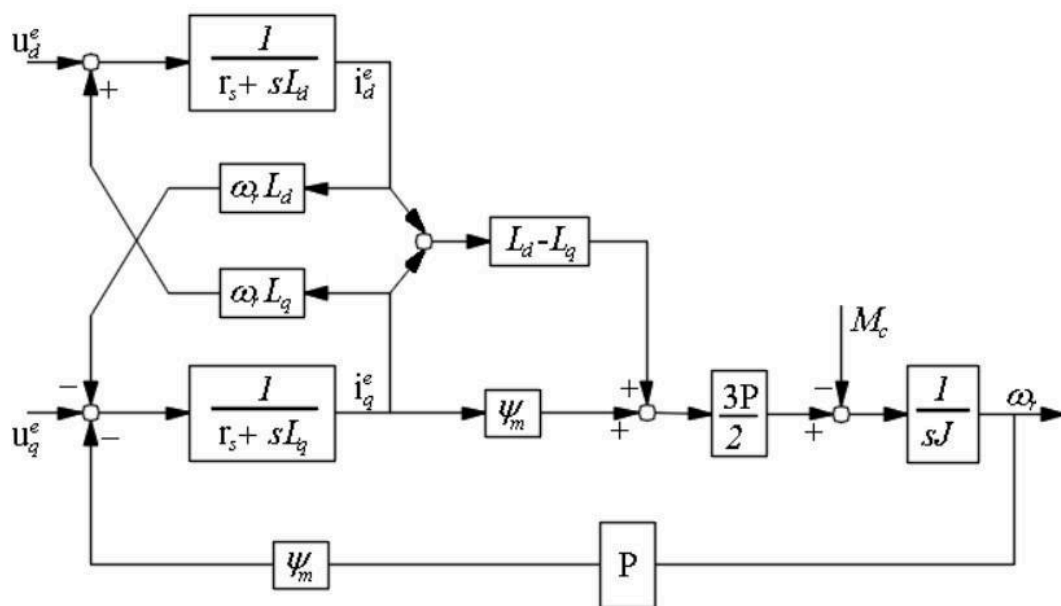 u_d^e
+
1
r_s + sL_d
i_d^e
ω_r L_d
L_d-L_q
ω_r L_q
M_c
−
u_q^e
−
1
r_s + sL_q
i_q^e
ψ_m
+
+
3P
2
−
+
1
sJ
ω_r
ψ_m
P